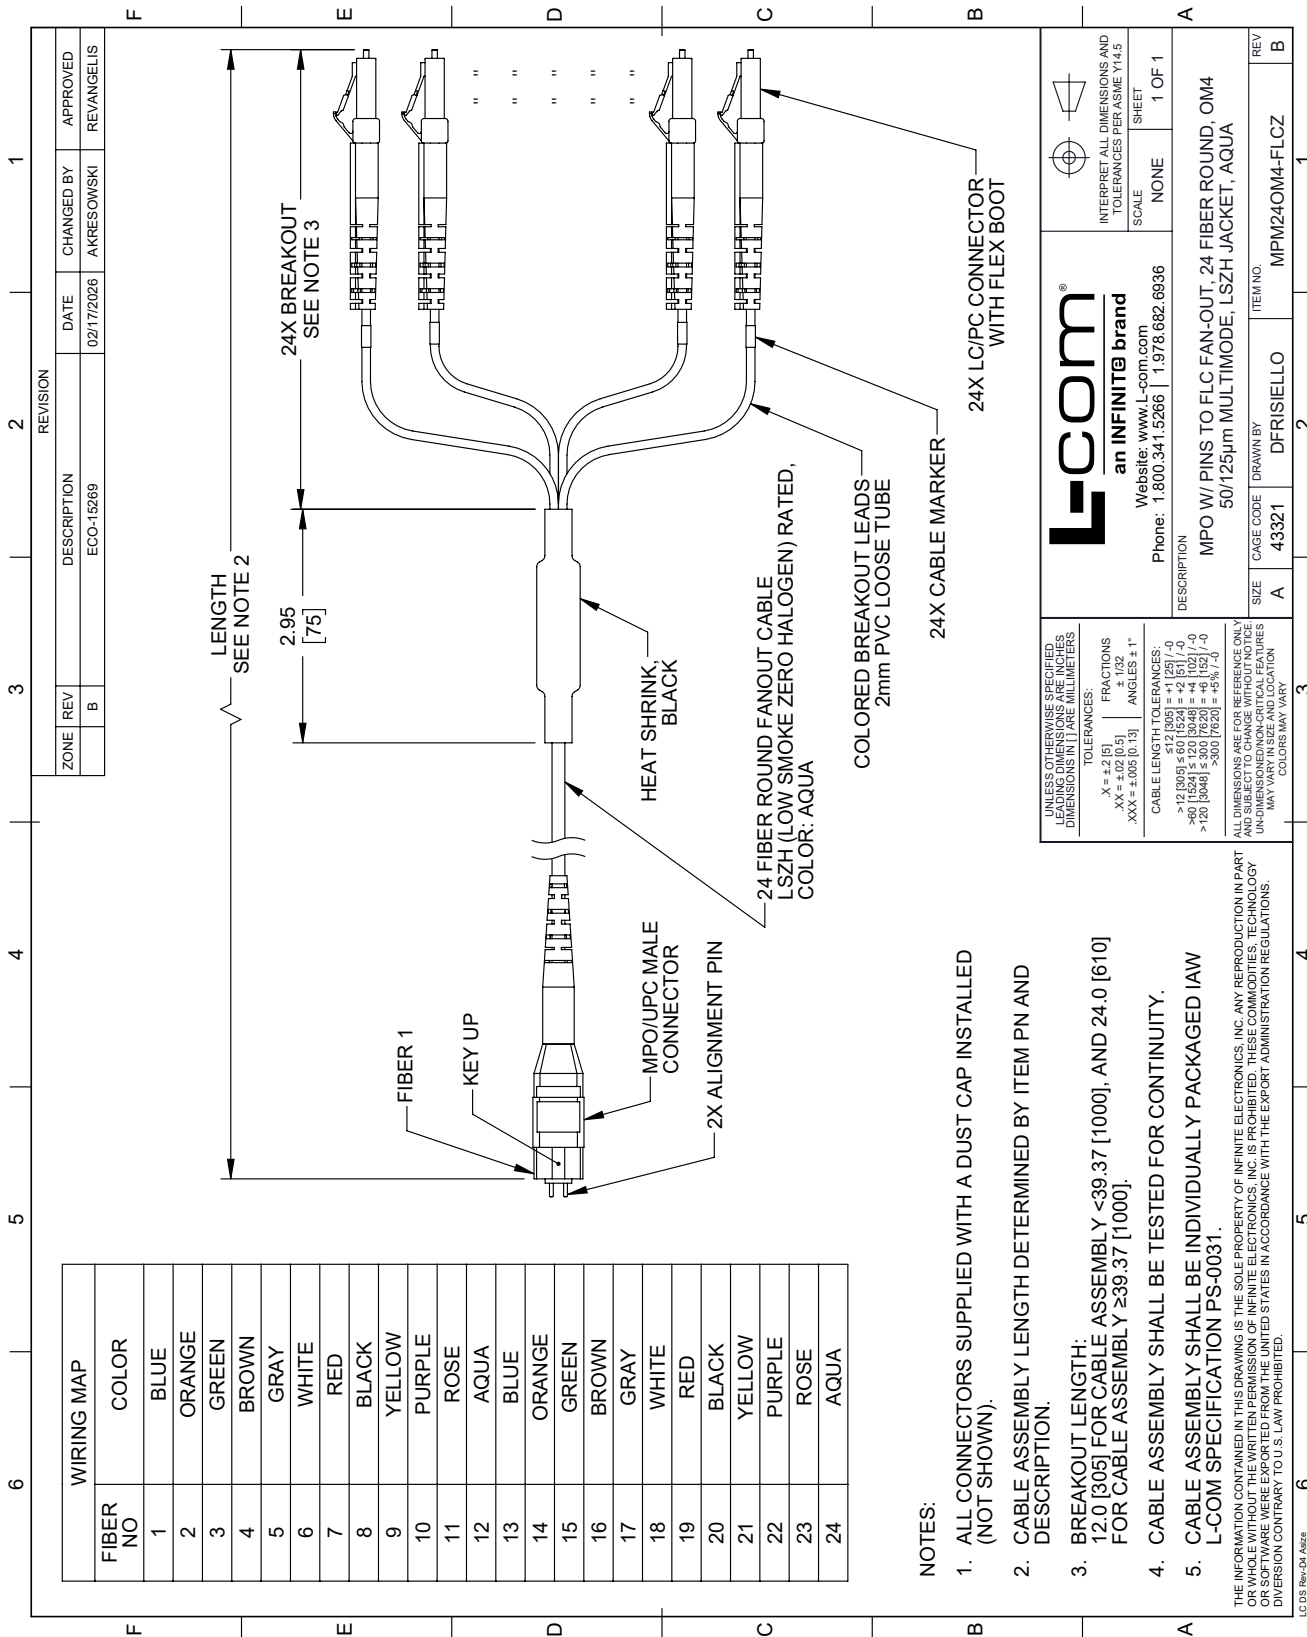 6
5
4
3
2
1
F
E
D
C
B
A
REVISION
ZONE REV DESCRIPTION DATE CHANGED BY APPROVED
B ECO-15269 02/17/2026 AKRESOWSKI REVANGELIS
WIRING MAP
FIBER NO COLOR
1 BLUE
2 ORANGE
3 GREEN
4 BROWN
5 GRAY
6 WHITE
7 RED
8 BLACK
9 YELLOW
10 PURPLE
11 ROSE
12 AQUA
13 BLUE
14 ORANGE
15 GREEN
16 BROWN
17 GRAY
18 WHITE
19 RED
20 BLACK
21 YELLOW
22 PURPLE
23 ROSE
24 AQUA
LENGTH
SEE NOTE 2
2.95
[75]
24X BREAKOUT
SEE NOTE 3
FIBER 1
KEY UP
MPO/UPC MALE
CONNECTOR
2X ALIGNMENT PIN
HEAT SHRINK,
BLACK
24 FIBER ROUND FANOUT CABLE
LSZH (LOW SMOKE ZERO HALOGEN) RATED,
COLOR: AQUA
COLORED BREAKOUT LEADS
2mm PVC LOOSE TUBE
24X CABLE MARKER
24X LC/PC CONNECTOR
WITH FLEX BOOT
" " " " "
" " " " "
NOTES:
1. ALL CONNECTORS SUPPLIED WITH A DUST CAP INSTALLED
(NOT SHOWN).
2. CABLE ASSEMBLY LENGTH DETERMINED BY ITEM PN AND
DESCRIPTION.
3. BREAKOUT LENGTH:
12.0 [305] FOR CABLE ASSEMBLY <39.37 [1000], AND 24.0 [610]
FOR CABLE ASSEMBLY ≥39.37 [1000].
4. CABLE ASSEMBLY SHALL BE TESTED FOR CONTINUITY.
5. CABLE ASSEMBLY SHALL BE INDIVIDUALLY PACKAGED IAW
L-COM SPECIFICATION PS-0031.
THE INFORMATION CONTAINED IN THIS DRAWING IS THE SOLE PROPERTY OF INFINITE ELECTRONICS, INC. ANY REPRODUCTION IN PART
OR WHOLE WITHOUT THE WRITTEN PERMISSION OF INFINITE ELECTRONICS, INC. IS PROHIBITED. THESE COMMODITIES, TECHNOLOGY
OR SOFTWARE WERE EXPORTED FROM THE UNITED STATES IN ACCORDANCE WITH THE EXPORT ADMINISTRATION REGULATIONS.
DIVERSION CONTRARY TO U.S. LAW PROHIBITED.
UNLESS OTHERWISE SPECIFIED
LEADING DIMENSIONS ARE INCHES
DIMENSIONS IN [ ] ARE MILLIMETERS
TOLERANCES:
.X = ±.2 [5] FRACTIONS
.XX = ±.02 [0.5] ± 1/32
.XXX = ±.005 [0.13] ANGLES ± 1°
CABLE LENGTH TOLERANCES:
≤12 [305] = +1 [25] / -0
>12 [305] ≤ 60 [1524] = +2 [51] / -0
>60 [1524] ≤ 120 [3048] = +4 [102] / -0
>120 [3048] ≤ 300 [7620] = +6 [152] / -0
>300 [7620] = +5% / -0
ALL DIMENSIONS ARE FOR REFERENCE ONLY
AND SUBJECT TO CHANGE WITHOUT NOTICE.
UN-DIMENSIONED/NON-CRITICAL FEATURES
MAY VARY IN SIZE AND LOCATION
COLORS MAY VARY
L-com®
an INFINIT@ brand
Website: www.L-com.com
Phone: 1.800.341.5266 | 1.978.682.6936
INTERPRET ALL DIMENSIONS AND
TOLERANCES PER ASME Y14.5
SCALE NONE
SHEET 1 OF 1
DESCRIPTION
MPO W/ PINS TO FLC FAN-OUT, 24 FIBER ROUND, OM4
50/125µm MULTIMODE, LSZH JACKET, AQUA
SIZE A
CAGE CODE 43321
DRAWN BY DFRISIELLO
ITEM NO. MPM24OM4-FLCZ
REV B
6
5
4
3
2
1
F
E
D
C
B
A
LC DS Rev-D4 Asize